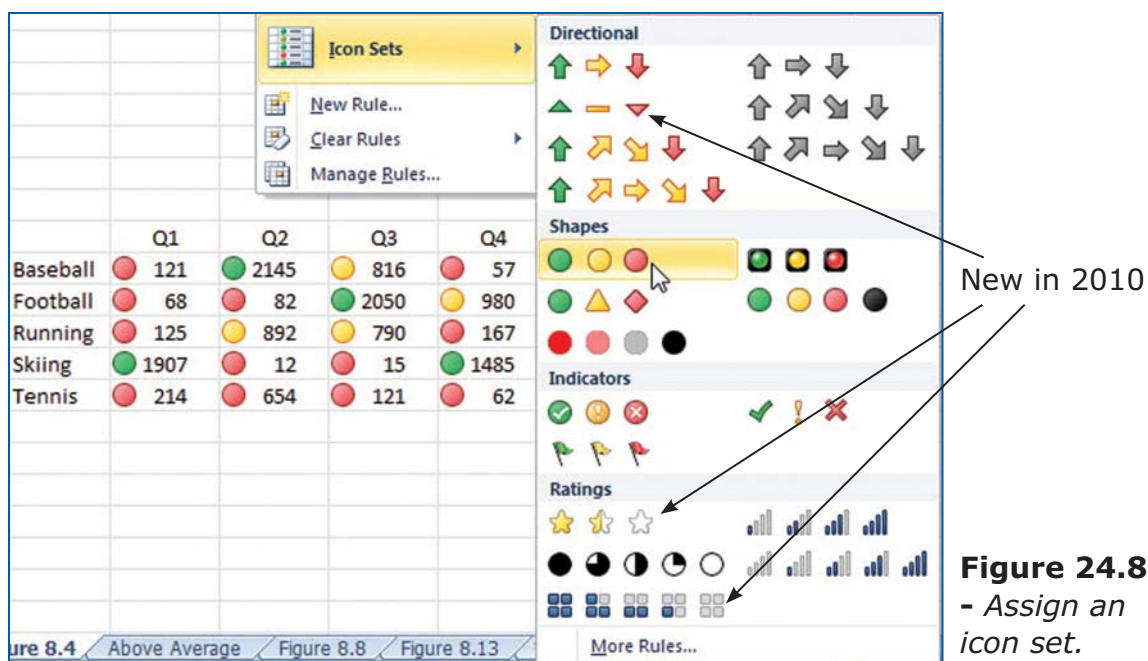 Icon Sets
New Rule...
Clear Rules
Manage Rules...
Q1 Q2 Q3 Q4
Baseball 121 2145 816 57
Football 68 82 2050 980
Running 125 892 790 167
Skiing 1907 12 15 1485
Tennis 214 654 121 62
ure 8.4 Above Average Figure 8.8 Figure 8.13
Directional
Shapes
Indicators
Ratings
More Rules...
New in 2010
Figure 24.8
- Assign an
icon set.